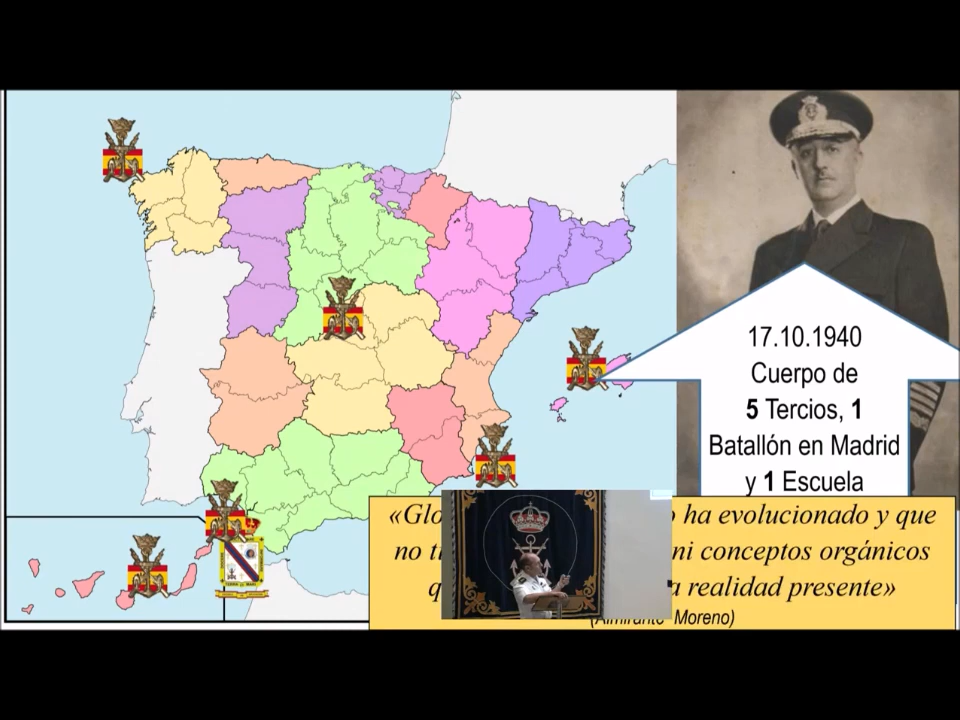 17.10.1940
Cuerpo de
5 Tercios, 1
Batallón en Madrid
y 1 Escuela
«Glo o ha evolucionado y que
no ti ni conceptos orgánicos
q a realidad presente»
(Almirante Moreno)